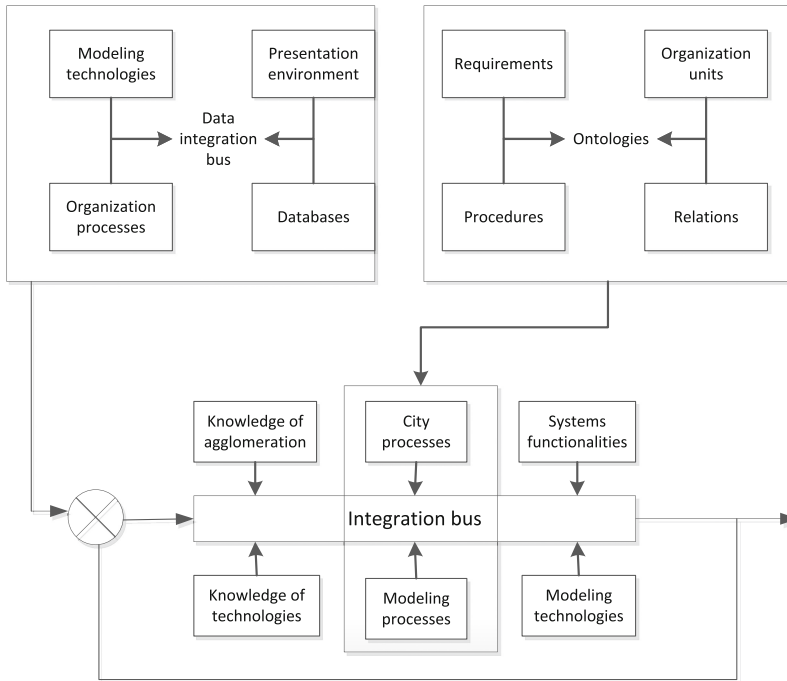 Modeling
technologies
Presentation
environment
Data
integration
bus
Organization
processes
Databases
Requirements
Organization
units
Ontologies
Procedures
Relations
Knowledge of
agglomeration
City
processes
Systems
functionalities
Integration bus
Knowledge of
technologies
Modeling
processes
Modeling
technologies